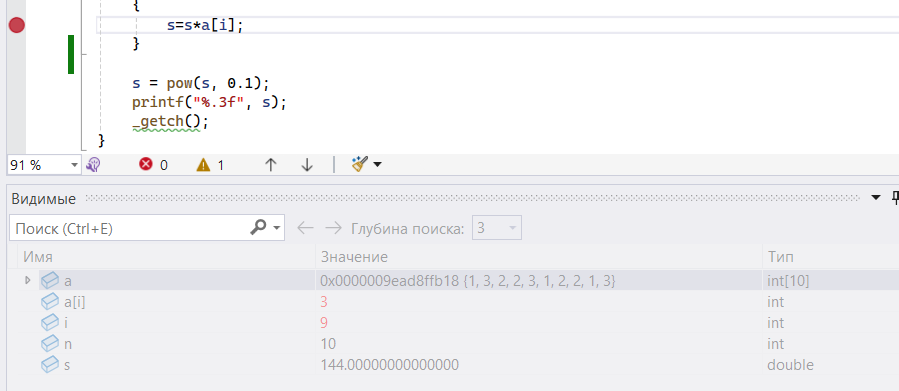 {
s=s*a[i];
}
s = pow(s, 0.1);
printf("%.3f", s);
_getch();
}
91 % 0 1
Видимые
Поиск (Ctrl+E) Глубина поиска: 3
Имя Значение Тип
a 0x0000009ead8ffb18 {1, 3, 2, 2, 3, 1, 2, 2, 1, 3} int[10]
a[i] 3 int
i 9 int
n 10 int
s 144.00000000000000 double